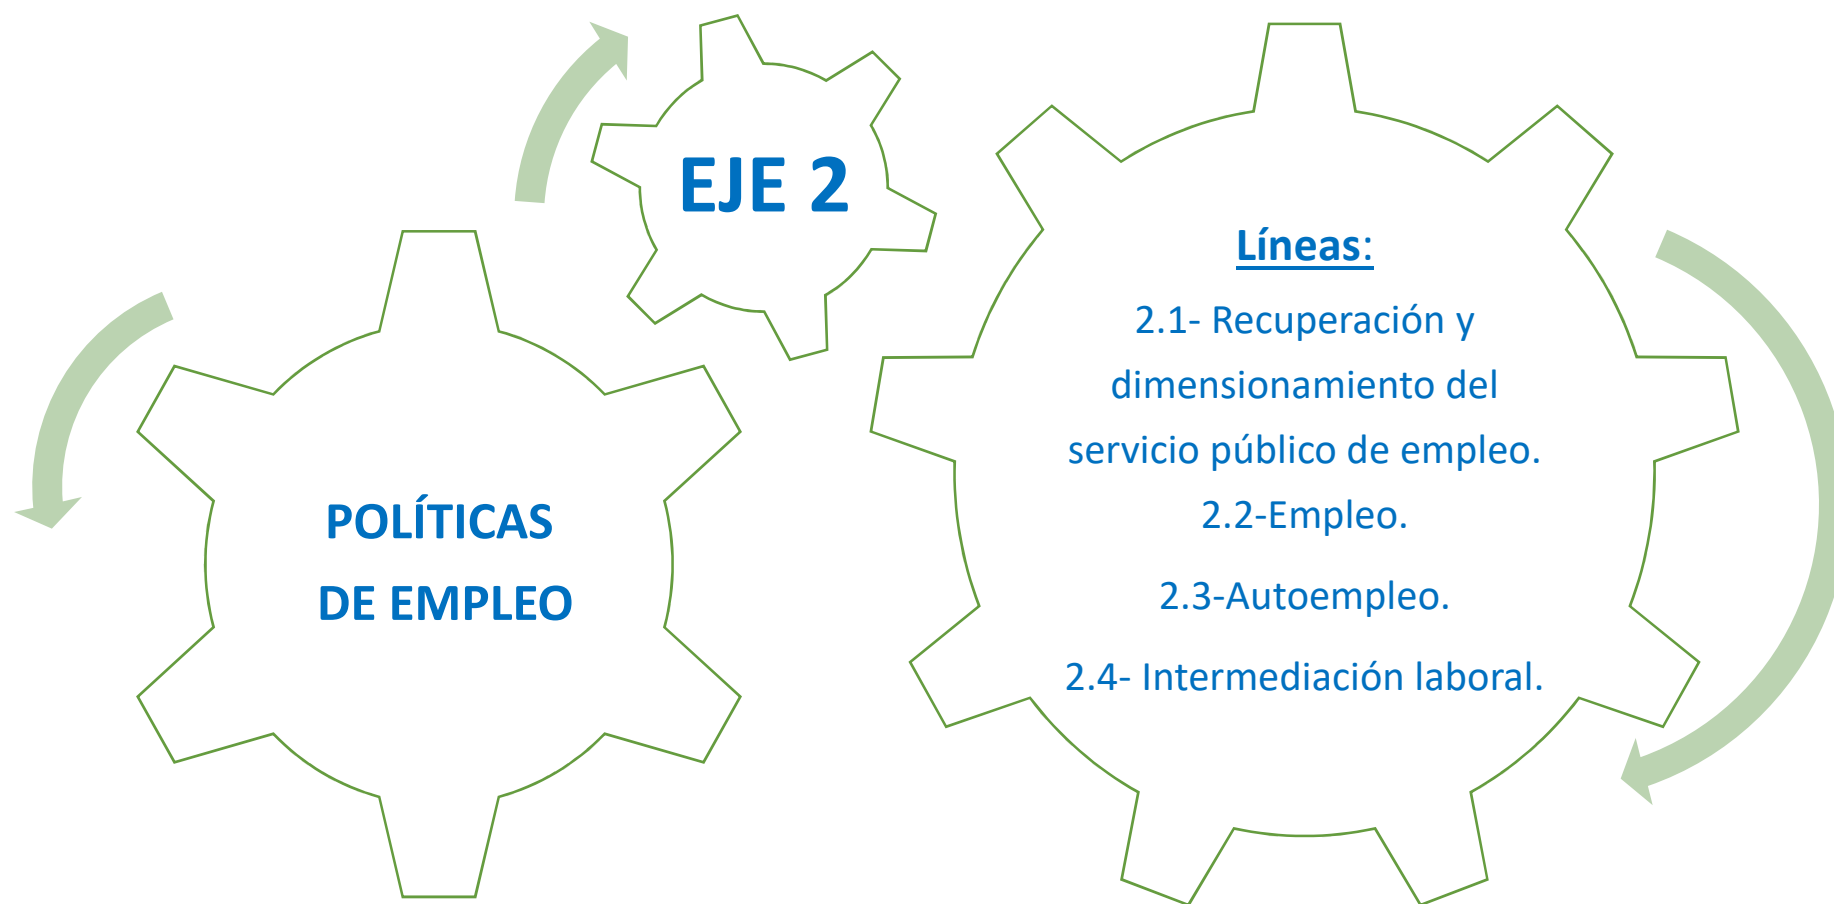 EJE 2
POLÍTICAS
DE EMPLEO
Líneas:
2.1- Recuperación y
dimensionamiento del
servicio público de empleo.
2.2-Empleo.
2.3-Autoempleo.
2.4- Intermediación laboral.